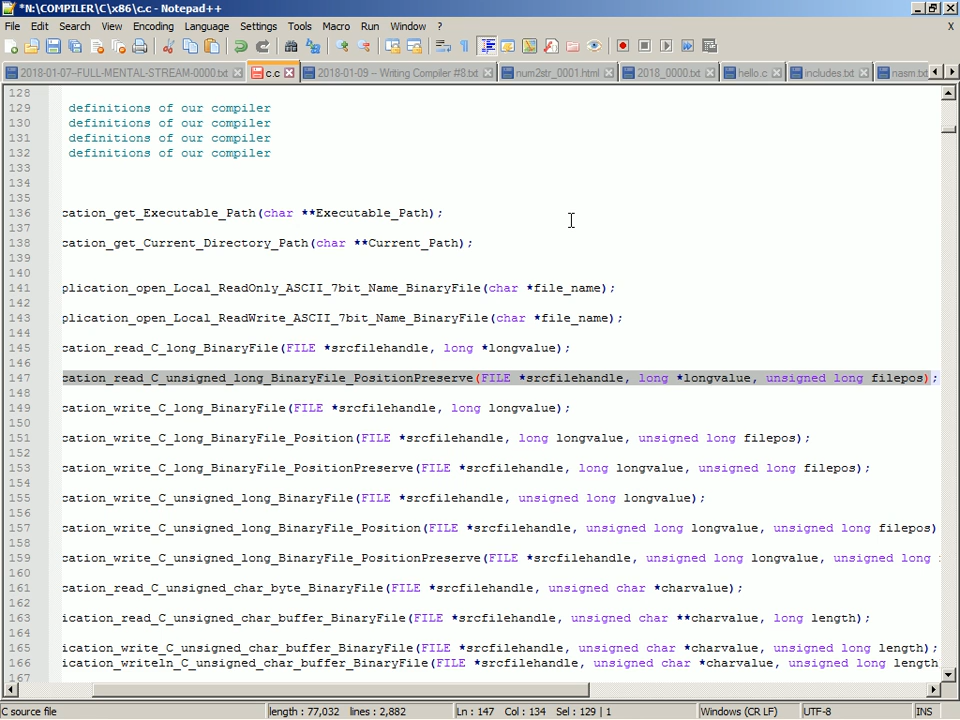 *N:\COMPILER\C\x86\c.c - Notepad++
File Edit Search View Encoding Language Settings Tools Macro Run Window ? X
2018-01-07-FULL-MENTAL-STREAM-0000.txt c.c 2018-01-09 -- Writing Compiler #8.txt num2str_0001.html 2018_0000.txt hello.c includes.txt nasm.tx
128
129 definitions of our compiler
130 definitions of our compiler
131 definitions of our compiler
132 definitions of our compiler
133
134
135
136 cation_get_Executable_Path(char **Executable_Path);
137
138 cation_get_Current_Directory_Path(char **Current_Path);
139
140
141 plication_open_Local_ReadOnly_ASCII_7bit_Name_BinaryFile(char *file_name);
142
143 plication_open_Local_ReadWrite_ASCII_7bit_Name_BinaryFile(char *file_name);
144
145 cation_read_C_long_BinaryFile(FILE *srcfilehandle, long *longvalue);
146
147 cation_read_C_unsigned_long_BinaryFile_PositionPreserve(FILE *srcfilehandle, long *longvalue, unsigned long filepos);
148
149 cation_write_C_long_BinaryFile(FILE *srcfilehandle, long longvalue);
150
151 cation_write_C_long_BinaryFile_Position(FILE *srcfilehandle, long longvalue, unsigned long filepos);
152
153 cation_write_C_long_BinaryFile_PositionPreserve(FILE *srcfilehandle, long longvalue, unsigned long filepos);
154
155 cation_write_C_unsigned_long_BinaryFile(FILE *srcfilehandle, unsigned long longvalue);
156
157 cation_write_C_unsigned_long_BinaryFile_Position(FILE *srcfilehandle, unsigned long longvalue, unsigned long filepos)
158
159 cation_write_C_unsigned_long_BinaryFile_PositionPreserve(FILE *srcfilehandle, unsigned long longvalue, unsigned long
160
161 cation_read_C_unsigned_char_byte_BinaryFile(FILE *srcfilehandle, unsigned char *charvalue);
162
163 ication_read_C_unsigned_char_buffer_BinaryFile(FILE *srcfilehandle, unsigned char **charvalue, long length);
164
165 ication_write_C_unsigned_char_buffer_BinaryFile(FILE *srcfilehandle, unsigned char *charvalue, unsigned long length);
166 ication_writeln_C_unsigned_char_buffer_BinaryFile(FILE *srcfilehandle, unsigned char *charvalue, unsigned long length
167
C source file length : 77,032 lines : 2,882 Ln : 147 Col : 134 Sel : 129 | 1 Windows (CR LF) UTF-8 INS